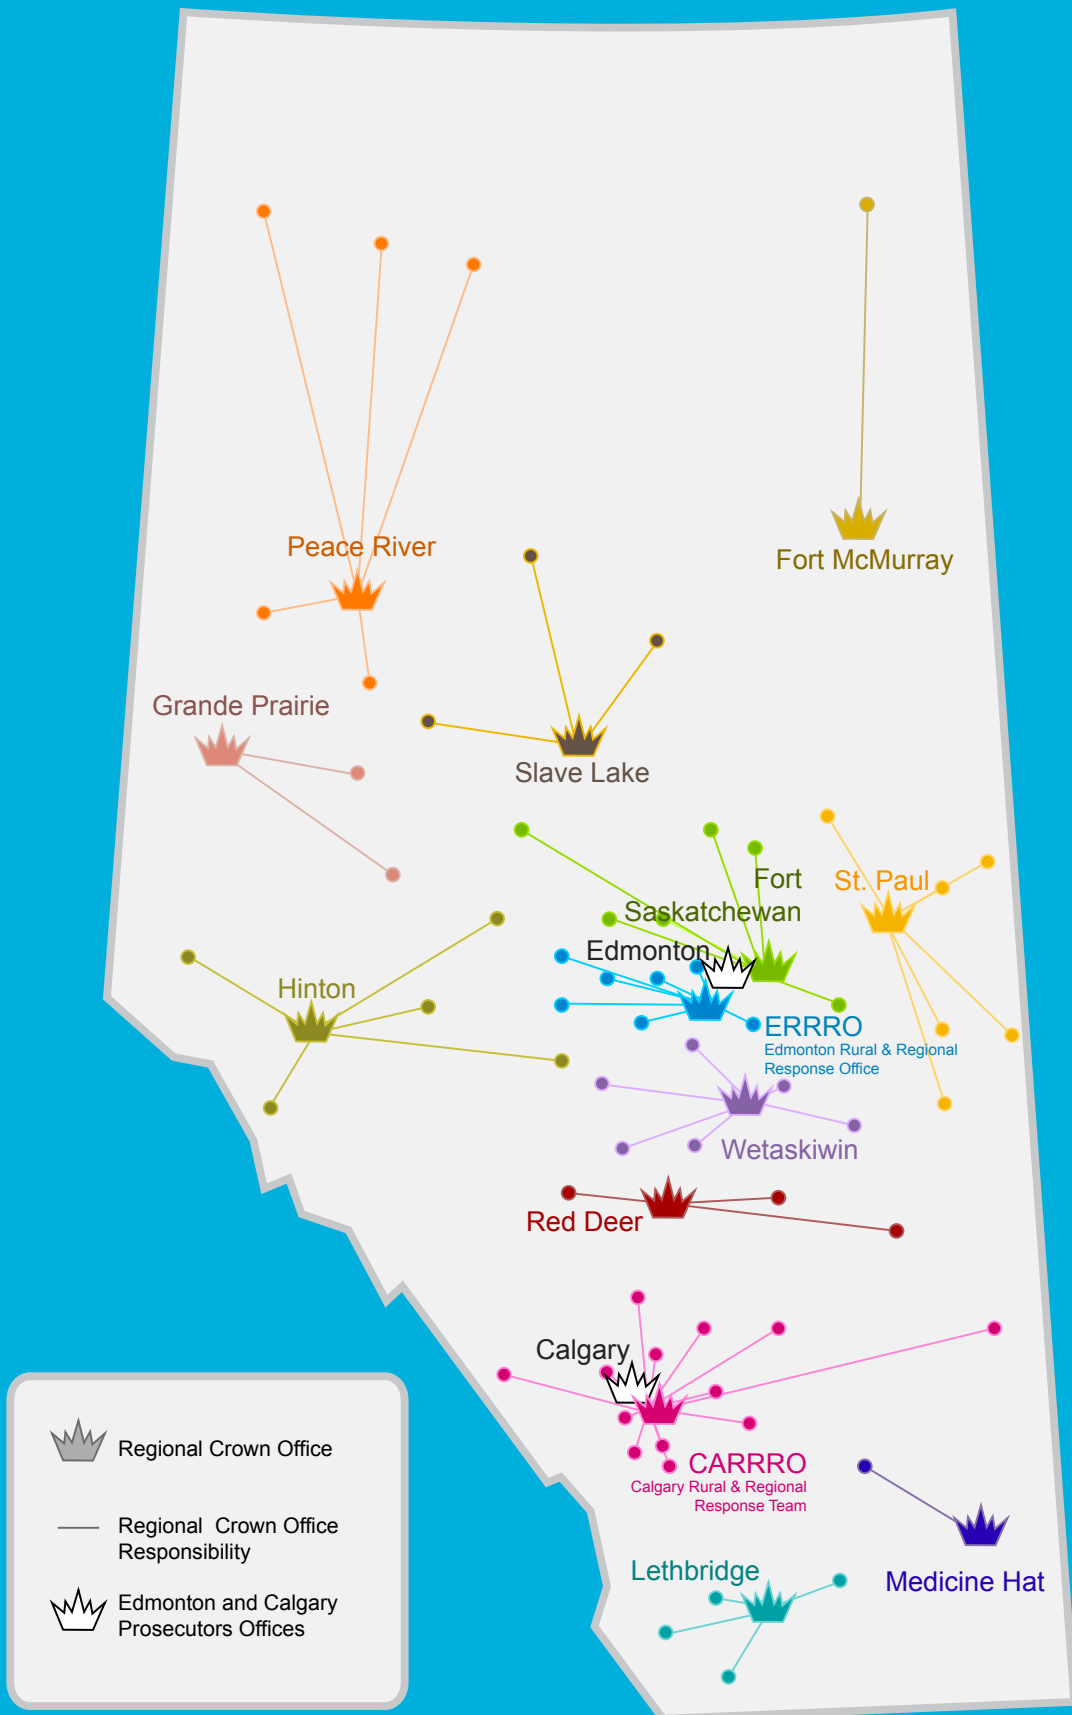 Peace River
Fort McMurray
Grande Prairie
Slave Lake
Fort
Saskatchewan
St. Paul
Edmonton
Hinton
ERRRO
Edmonton Rural & Regional
Response Office
Wetaskiwin
Red Deer
Calgary
CARRRO
Calgary Rural & Regional
Response Team
Lethbridge
Medicine Hat
Regional Crown Office
Regional  Crown Office
Responsibility
Edmonton and Calgary
Prosecutors Offices